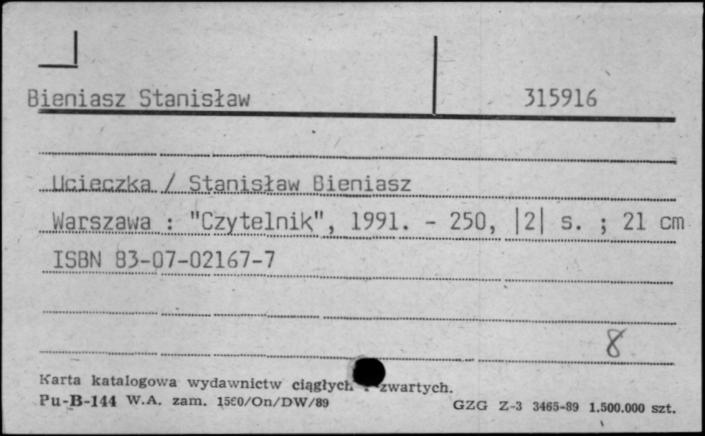 Bieniasz Stanisław 315916
Ucieczka / Stanisław Bieniasz
Warszawa : "Czytelnik", 1991. - 250, |2| s. ; 21 cm
ISBN 83-07-02167-7
8
Karta katalogowa wydawnictw ciągłych i zwartych.
Pu-B-144 W.A. zam. 1580/On/DW/89 GZG Z-3 3465-89 1.500.000 szt.